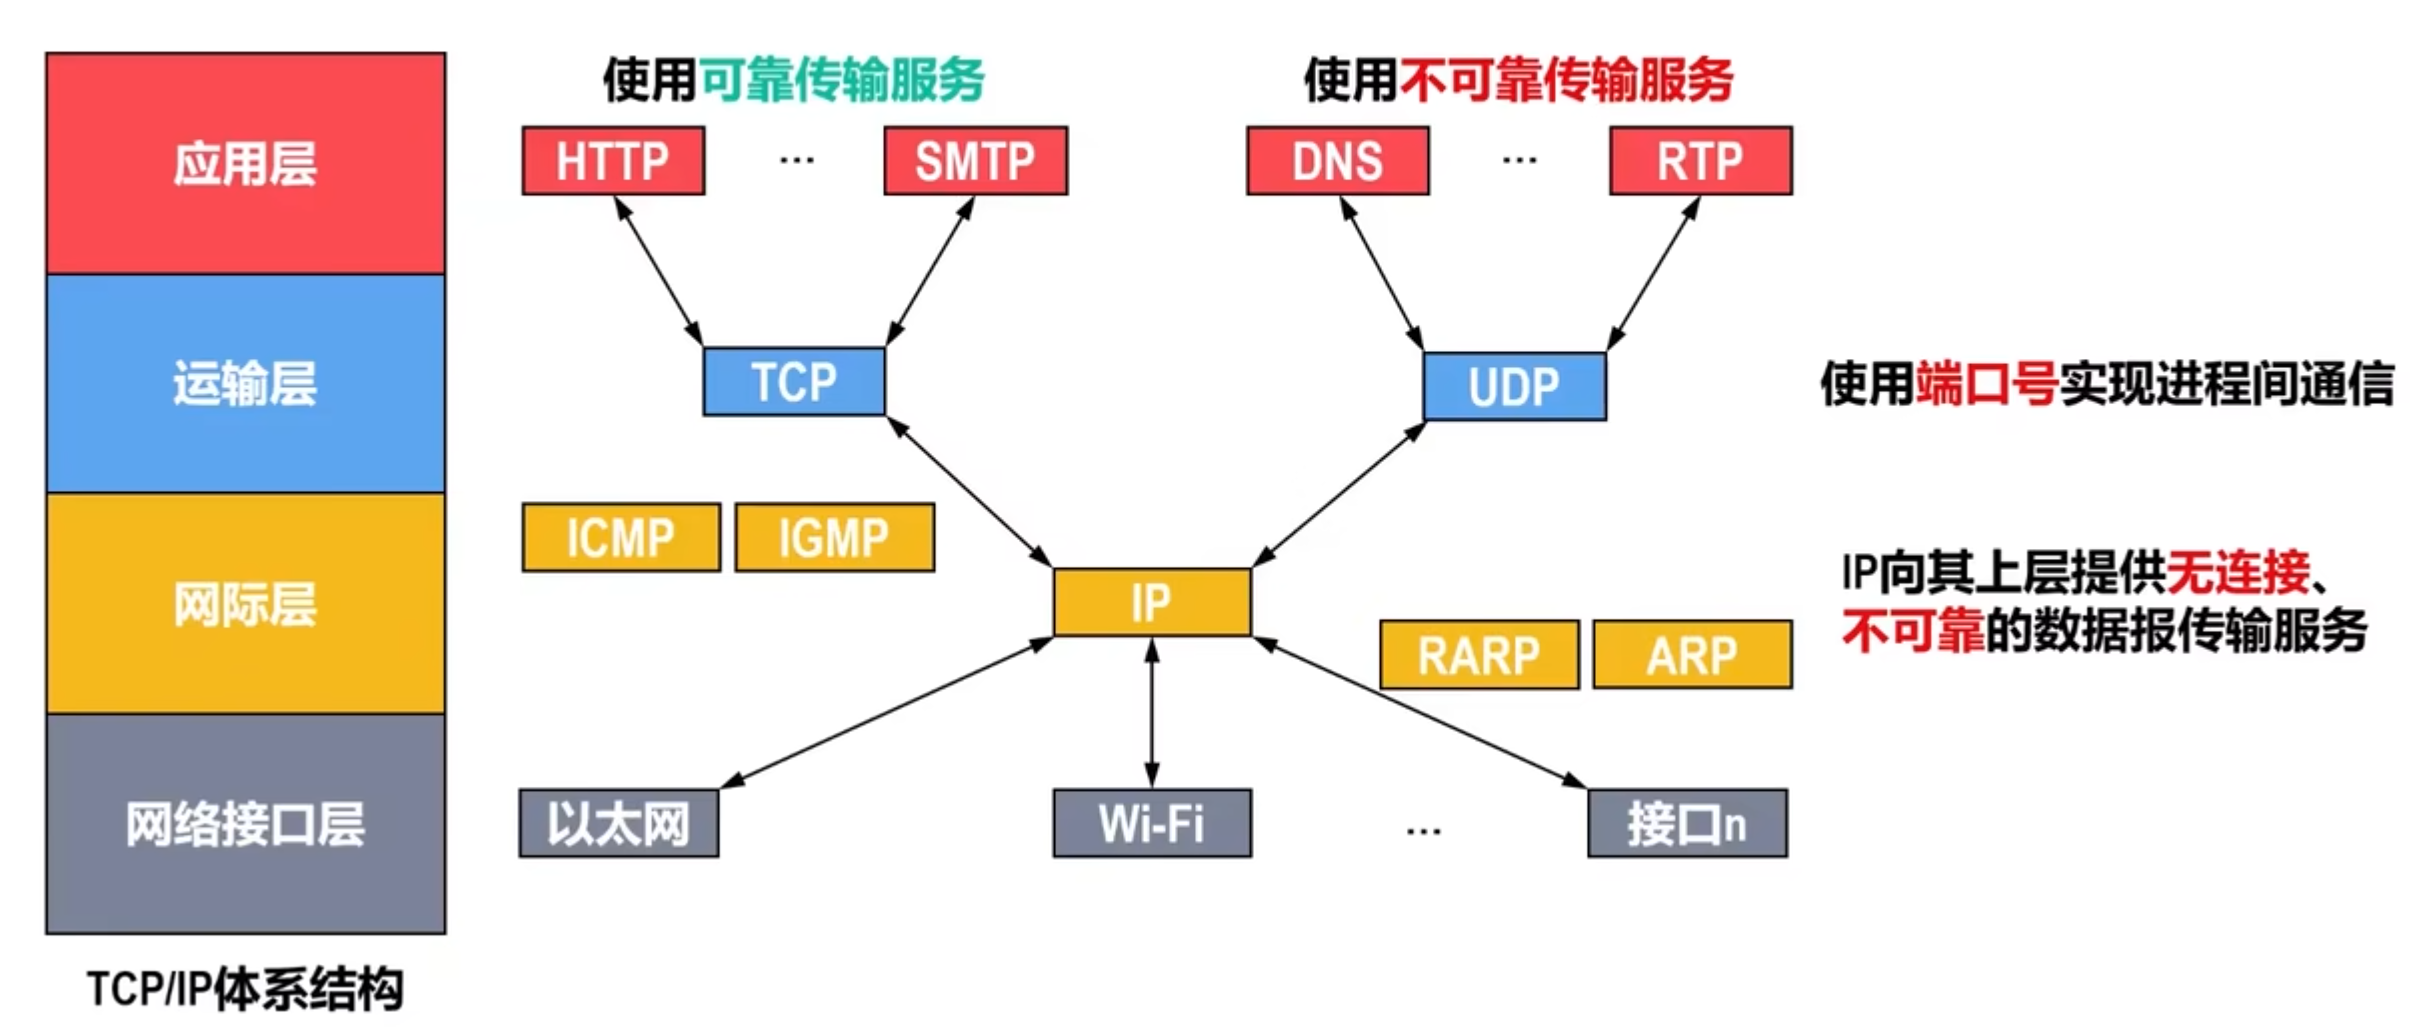 使用可靠传输服务
使用不可靠传输服务
应用层
HTTP
...
SMTP
DNS
...
RTP
运输层
TCP
UDP
使用端口号实现进程间通信
网际层
ICMP
IGMP
IP
RARP
ARP
IP向其上层提供无连接、
不可靠的数据报传输服务
网络接口层
以太网
Wi-Fi
...
接口n
TCP/IP体系结构